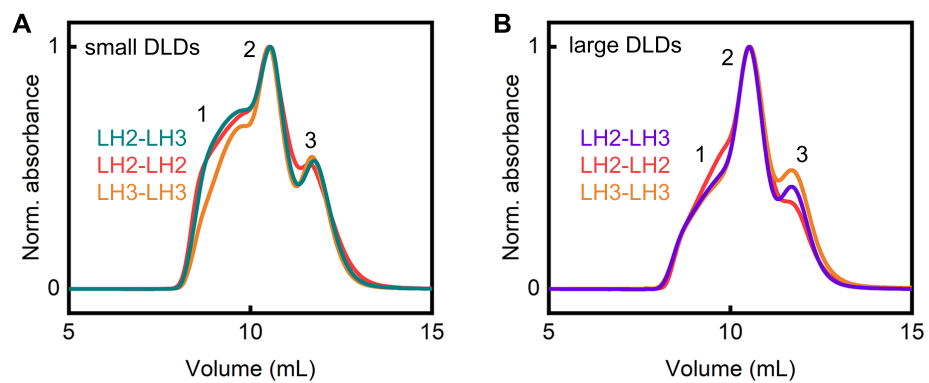 A
small DLDs
1
2
3
LH2-LH3
LH2-LH2
LH3-LH3
Norm. absorbance
1
0
5
10
15
Volume (mL)
B
large DLDs
1
2
3
LH2-LH3
LH2-LH2
LH3-LH3
Norm. absorbance
1
0
5
10
15
Volume (mL)